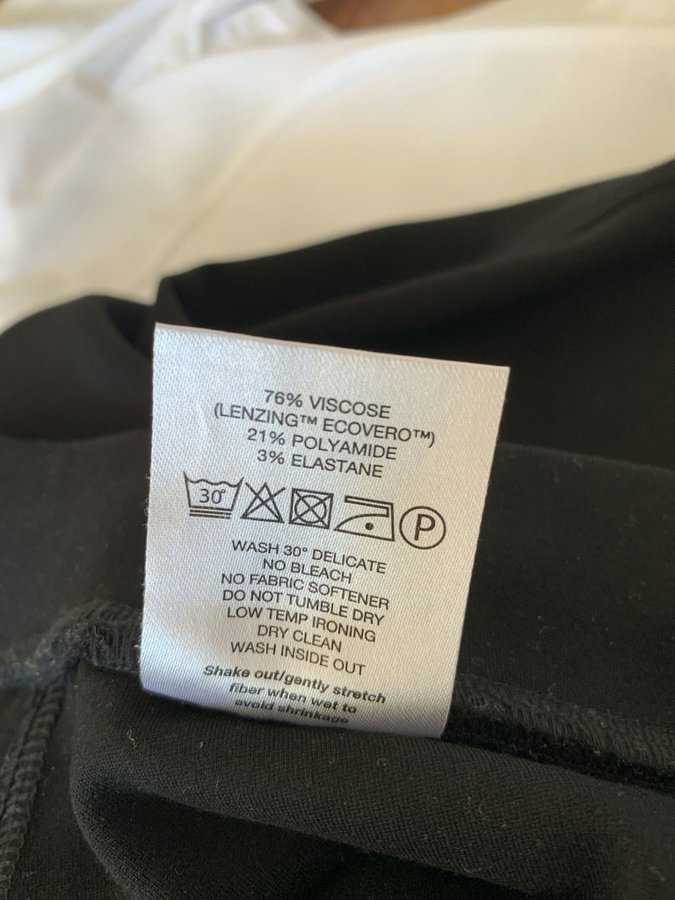 76% VISCOSE
(LENZING™ ECOVERO™)
21% POLYAMIDE
3% ELASTANE
30° P
WASH 30° DELICATE
NO BLEACH
NO FABRIC SOFTENER
DO NOT TUMBLE DRY
LOW TEMP IRONING
DRY CLEAN
WASH INSIDE OUT
Shake out/gently stretch
fiber when wet to
avoid shrinkage